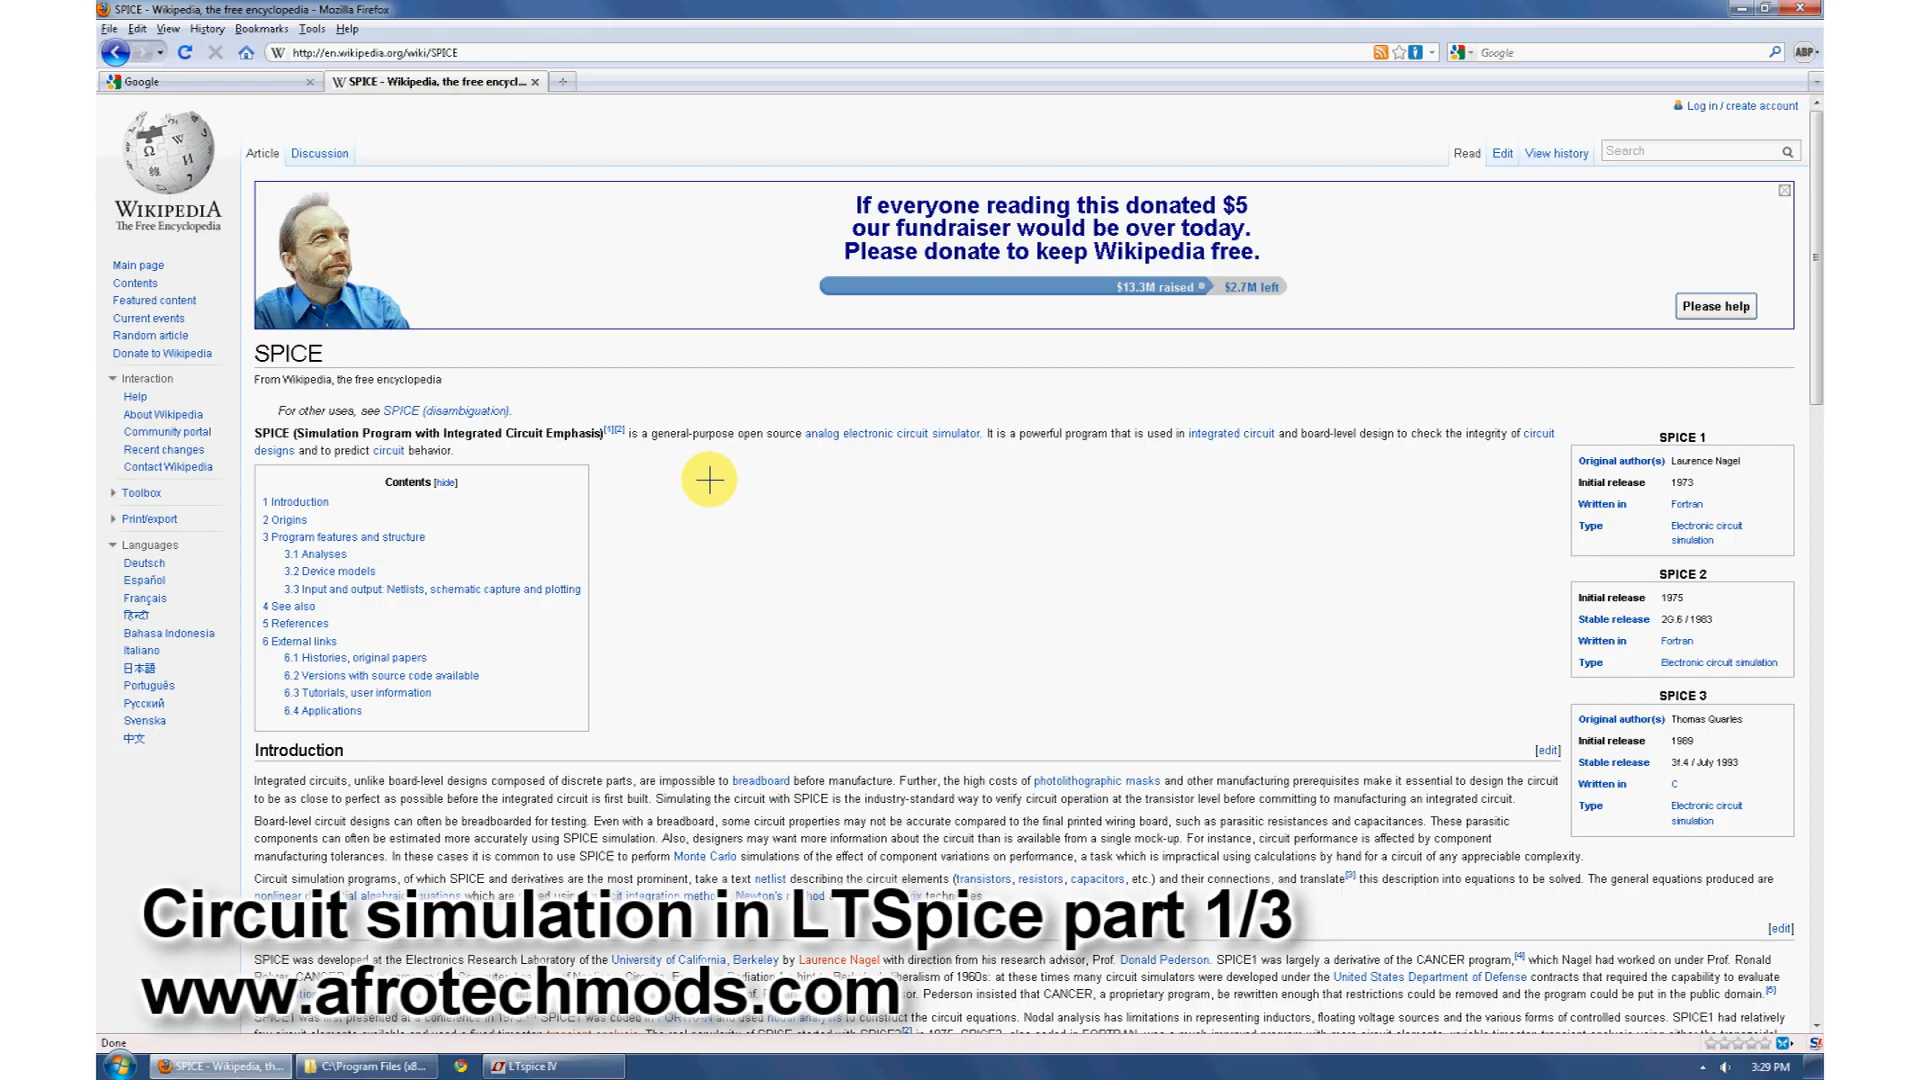 SPICE - Wikipedia, the free encyclopedia - Mozilla Firefox
File Edit View History Bookmarks Tools Help
http://en.wikipedia.org/wiki/SPICE
Google
ABP
Google
SPICE - Wikipedia, the free encycl...
Log in / create account
Article Discussion
Read Edit View history
Search
WIKIPEDIA
The Free Encyclopedia
Main page
Contents
Featured content
Current events
Random article
Donate to Wikipedia
Interaction
Help
About Wikipedia
Community portal
Recent changes
Contact Wikipedia
Toolbox
Print/export
Languages
Deutsch
Español
Français
हिन्दी
Bahasa Indonesia
Italiano
日本語
Português
Русский
Svenska
中文
If everyone reading this donated $5
our fundraiser would be over today.
Please donate to keep Wikipedia free.
$13.3M raised $2.7M left
Please help
SPICE
From Wikipedia, the free encyclopedia
For other uses, see SPICE (disambiguation).
SPICE (Simulation Program with Integrated Circuit Emphasis)[1][2] is a general-purpose open source analog electronic circuit simulator. It is a powerful program that is used in integrated circuit and board-level design to check the integrity of circuit
designs and to predict circuit behavior.
Contents [hide]
1 Introduction
2 Origins
3 Program features and structure
3.1 Analyses
3.2 Device models
3.3 Input and output: Netlists, schematic capture and plotting
4 See also
5 References
6 External links
6.1 Histories, original papers
6.2 Versions with source code available
6.3 Tutorials, user information
6.4 Applications
SPICE 1
Original author(s) Laurence Nagel
Initial release 1973
Written in Fortran
Type Electronic circuit
simulation
SPICE 2
Initial release 1975
Stable release 2G.6 / 1983
Written in Fortran
Type Electronic circuit simulation
SPICE 3
Original author(s) Thomas Quarles
Initial release 1989
Stable release 3f.4 / July 1993
Written in C
Type Electronic circuit
simulation
Introduction
[edit]
Integrated circuits, unlike board-level designs composed of discrete parts, are impossible to breadboard before manufacture. Further, the high costs of photolithographic masks and other manufacturing prerequisites make it essential to design the circuit
to be as close to perfect as possible before the integrated circuit is first built. Simulating the circuit with SPICE is the industry-standard way to verify circuit operation at the transistor level before committing to manufacturing an integrated circuit.
Board-level circuit designs can often be breadboarded for testing. Even with a breadboard, some circuit properties may not be accurate compared to the final printed wiring board, such as parasitic resistances and capacitances. These parasitic
components can often be estimated more accurately using SPICE simulation. Also, designers may want more information about the circuit than is available from a single mock-up. For instance, circuit performance is affected by component
manufacturing tolerances. In these cases it is common to use SPICE to perform Monte Carlo simulations of the effect of component variations on performance, a task which is impractical using calculations by hand for a circuit of any appreciable complexity.
Circuit simulation programs, of which SPICE and derivatives are the most prominent, take a text netlist describing the circuit elements (transistors, resistors, capacitors, etc.) and their connections, and translate[3] this description into equations to be solved. The general equations produced are
Circuit simulation in LTSpice part 1/3
[edit]
SPICE was developed at the Electronics Research Laboratory of the University of California, Berkeley by Laurence Nagel with direction from his research advisor, Prof. Donald Pederson. SPICE1 was largely a derivative of the CANCER program,[4] which Nagel had worked on under Prof. Ronald
of 1960s: at these times many circuit simulators were developed under the United States Department of Defense contracts that required the capability to evaluate
www.afrotechmods.com
Pederson insisted that CANCER, a proprietary program, be rewritten enough that restrictions could be removed and the program could be put in the public domain.[5]
the circuit equations. Nodal analysis has limitations in representing inductors, floating voltage sources and the various forms of controlled sources. SPICE1 had relatively
Done
SPICE - Wikipedia, th...
C:\Program Files (x8...
LTspice IV
3:29 PM